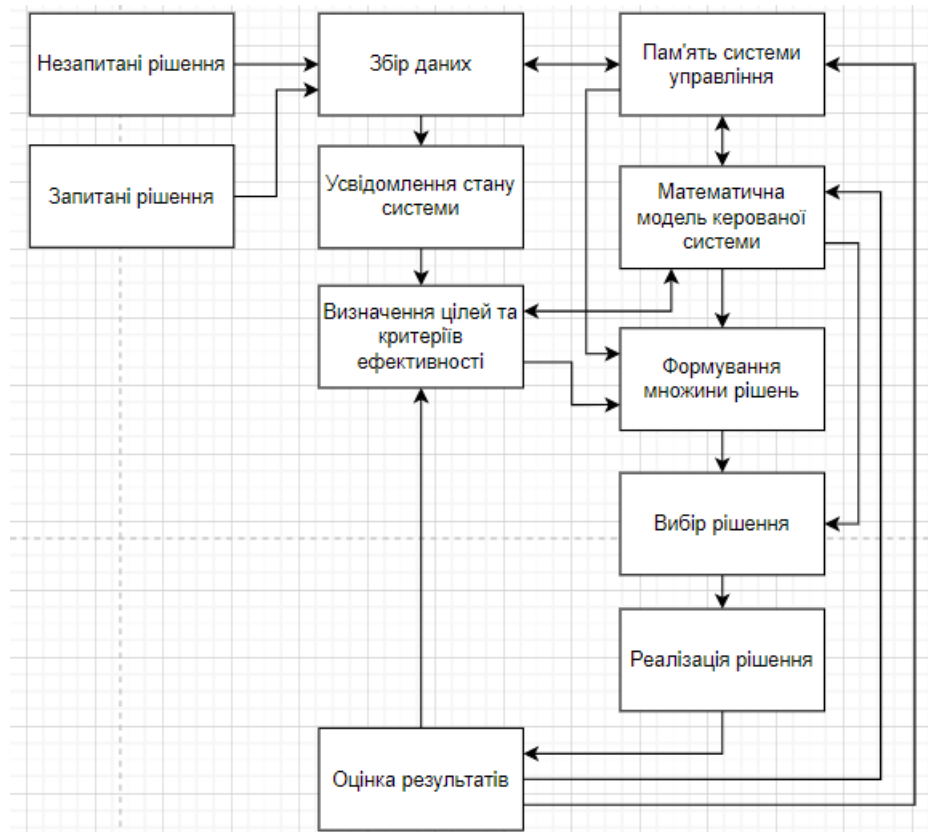 Незапитані рішення
Збір даних
Пам'ять системи
управління
Запитані рішення
Усвідомлення стану
системи
Математична
модель керованої
системи
Визначення цілей та
критеріїв
ефективності
Формування
множини рішень
Вибір рішення
Реалізація рішення
Оцінка результатів